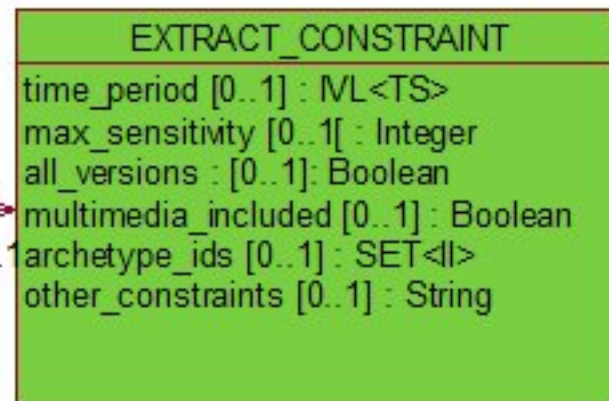 EXTRACT_CONSTRAINT
time_period [0..1] : IVL<TS>
max_sensitivity [0..1[ : Integer
all_versions : [0..1]: Boolean
multimedia_included [0..1] : Boolean
.1
archetype_ids [0..1] : SET<II>
other_constraints [0..1] : String